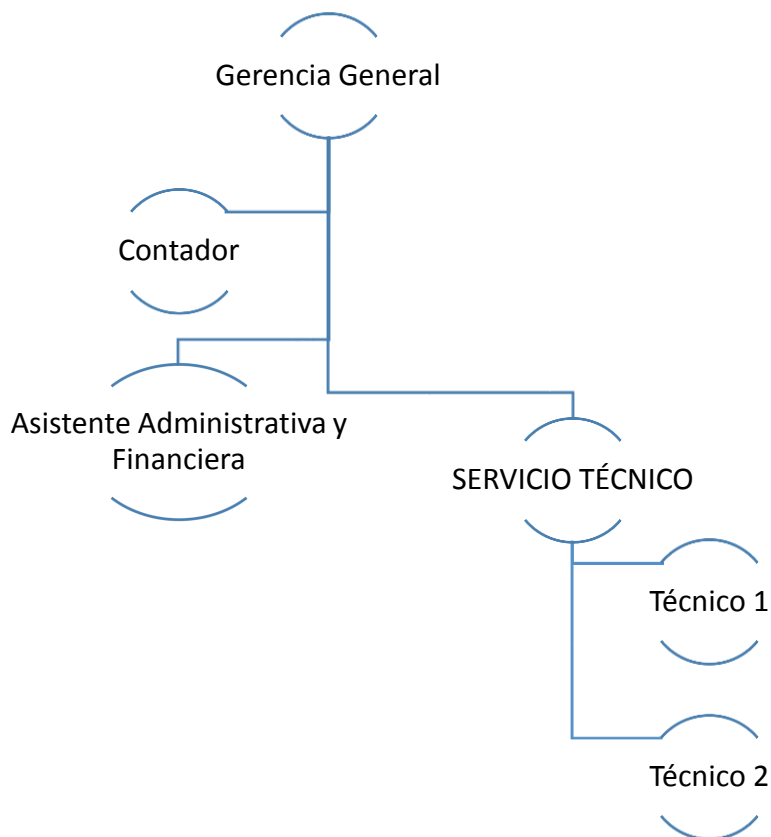 Gerencia General
Contador
Asistente Administrativa y
Financiera
SERVICIO TÉCNICO
Técnico 1
Técnico 2